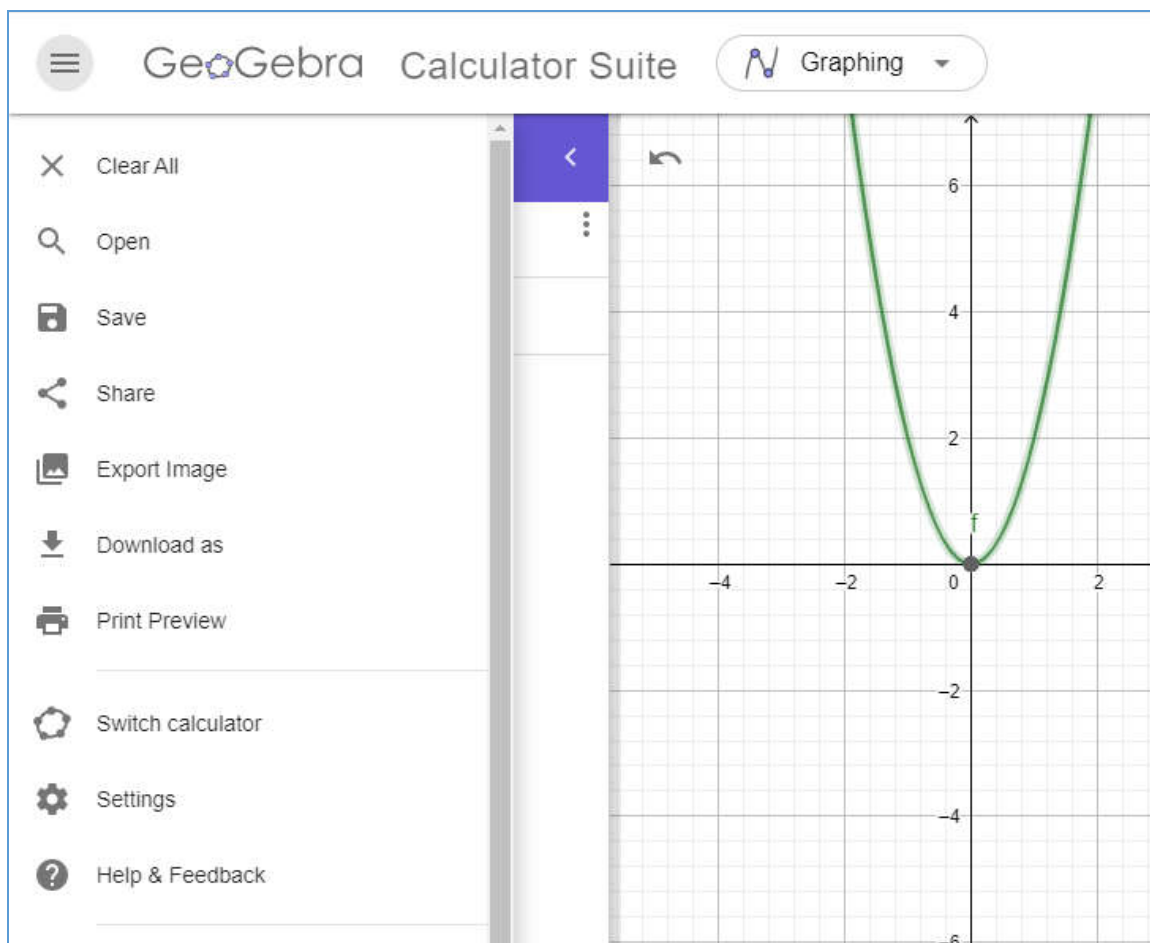 GeoGebra Calculator Suite Graphing
Clear All
Open
Save
Share
Export Image
Download as
Print Preview
Switch calculator
Settings
Help & Feedback
6
4
2
f
–4 –2 0 2
–2
–4
–6